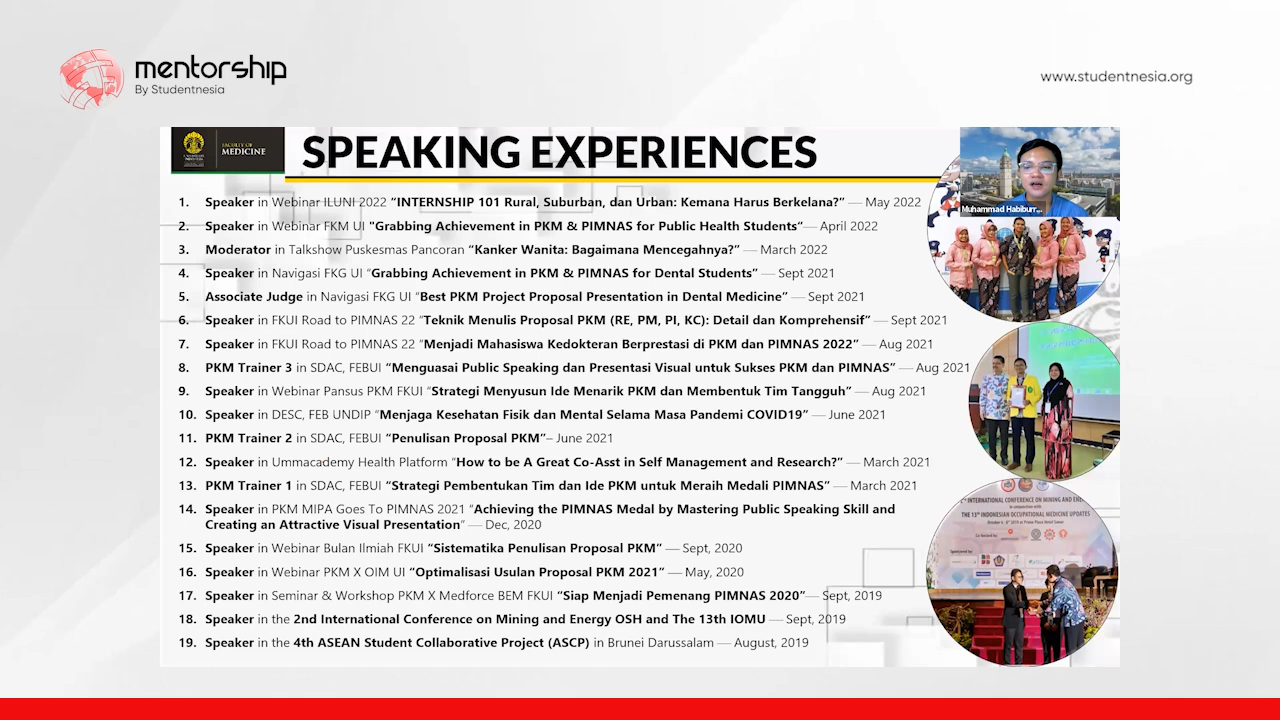 mentorship
By Studentnesia
www.studentnesia.org
FACULTY OF
MEDICINE
SPEAKING EXPERIENCES
Muhammad Habiburr...
1. Speaker in Webinar ILUNI 2022 “INTERNSHIP 101 Rural, Suburban, dan Urban: Kemana Harus Berkelana?” — May 2022
2. Speaker in Webinar FKM UI "Grabbing Achievement in PKM & PIMNAS for Public Health Students“— April 2022
3. Moderator in Talkshow Puskesmas Pancoran “Kanker Wanita: Bagaimana Mencegahnya?” — March 2022
4. Speaker in Navigasi FKG UI “Grabbing Achievement in PKM & PIMNAS for Dental Students” — Sept 2021
5. Associate Judge in Navigasi FKG UI “Best PKM Project Proposal Presentation in Dental Medicine” — Sept 2021
6. Speaker in FKUI Road to PIMNAS 22 “Teknik Menulis Proposal PKM (RE, PM, PI, KC): Detail dan Komprehensif” — Sept 2021
7. Speaker in FKUI Road to PIMNAS 22 “Menjadi Mahasiswa Kedokteran Berprestasi di PKM dan PIMNAS 2022” — Aug 2021
8. PKM Trainer 3 in SDAC, FEBUI “Menguasai Public Speaking dan Presentasi Visual untuk Sukses PKM dan PIMNAS” — Aug 2021
9. Speaker in Webinar Pansus PKM FKUI “Strategi Menyusun Ide Menarik PKM dan Membentuk Tim Tangguh” — Aug 2021
10. Speaker in DESC, FEB UNDIP “Menjaga Kesehatan Fisik dan Mental Selama Masa Pandemi COVID19” — June 2021
11. PKM Trainer 2 in SDAC, FEBUI “Penulisan Proposal PKM”– June 2021
12. Speaker in Ummacademy Health Platform “How to be A Great Co-Asst in Self Management and Research?” — March 2021
13. PKM Trainer 1 in SDAC, FEBUI “Strategi Pembentukan Tim dan Ide PKM untuk Meraih Medali PIMNAS” — March 2021
14. Speaker in PKM MIPA Goes To PIMNAS 2021 “Achieving the PIMNAS Medal by Mastering Public Speaking Skill and
Creating an Attractive Visual Presentation” — Dec, 2020
15. Speaker in Webinar Bulan Ilmiah FKUI “Sistematika Penulisan Proposal PKM” — Sept, 2020
16. Speaker in Webinar PKM X OIM UI “Optimalisasi Usulan Proposal PKM 2021” — May, 2020
17. Speaker in Seminar & Workshop PKM X Medforce BEM FKUI “Siap Menjadi Pemenang PIMNAS 2020”— Sept, 2019
18. Speaker in the 2nd International Conference on Mining and Energy OSH and The 13th IOMU — Sept, 2019
19. Speaker in the 4th ASEAN Student Collaborative Project (ASCP) in Brunei Darussalam — August, 2019
INTERNATIONAL CONFERENCE ON MINING AND
THE 13TH INDONESIAN OCCUPATIONAL MEDICINE UPDATES